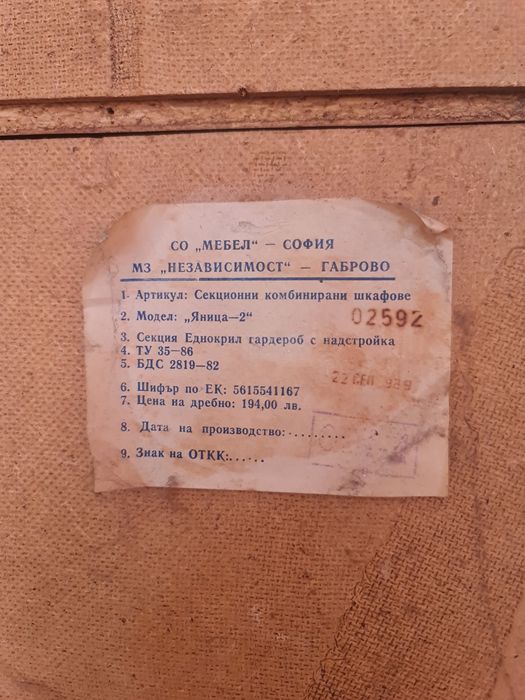 СО „МЕБЕЛ“ — СОФИЯ
МЗ „НЕЗАВИСИМОСТ“ — ГАБРОВО
1. Артикул: Секционни комбинирани шкафове
2. Модел: „Яница—2“
02592
3. Секция Еднокрил гардероб с надстройка
4. ТУ 35—86
5. БДС 2819—82
22 СЕП
6. Шифър по ЕК: 5615541167
7. Цена на дребно: 194,00 лв.
8. Дата на производство:.........
9. Знак на ОТКК:......